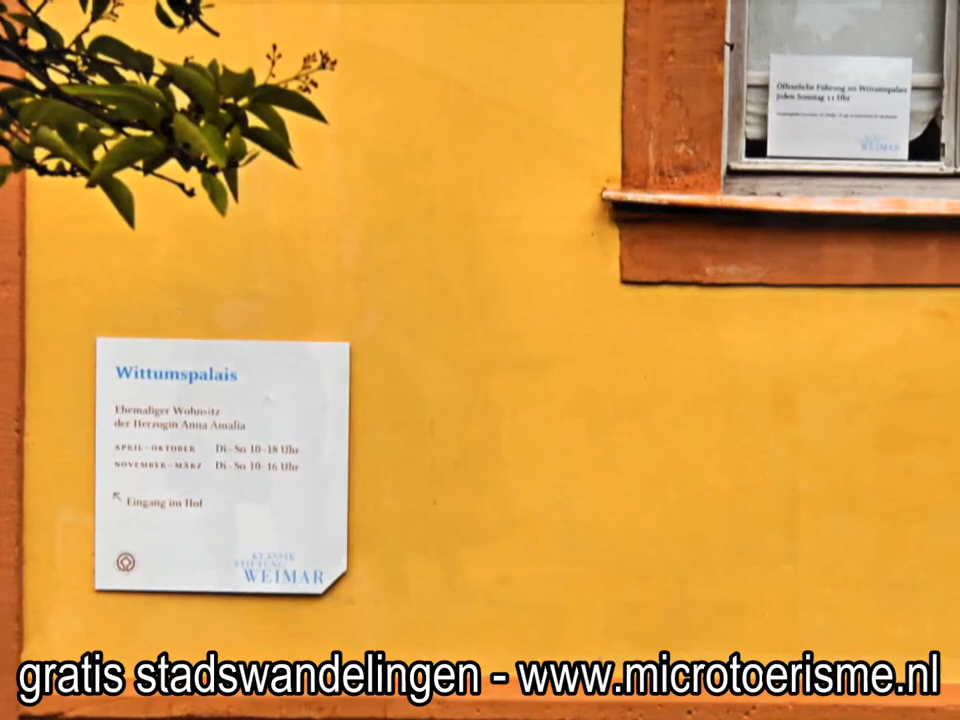 Öffentliche Führung im Wittumspalais
jeden Sonntag 11 Uhr
WEIMAR
Wittumspalais
Ehemaliger Wohnsitz
der Herzogin Anna Amalia
APRIL–OKTOBER Di–So 10–18 Uhr
NOVEMBER–MÄRZ Di–So 10–16 Uhr
Eingang im Hof
KLASSIK
STIFTUNG
WEIMAR
gratis stadswandelingen - www.microtoerisme.nl